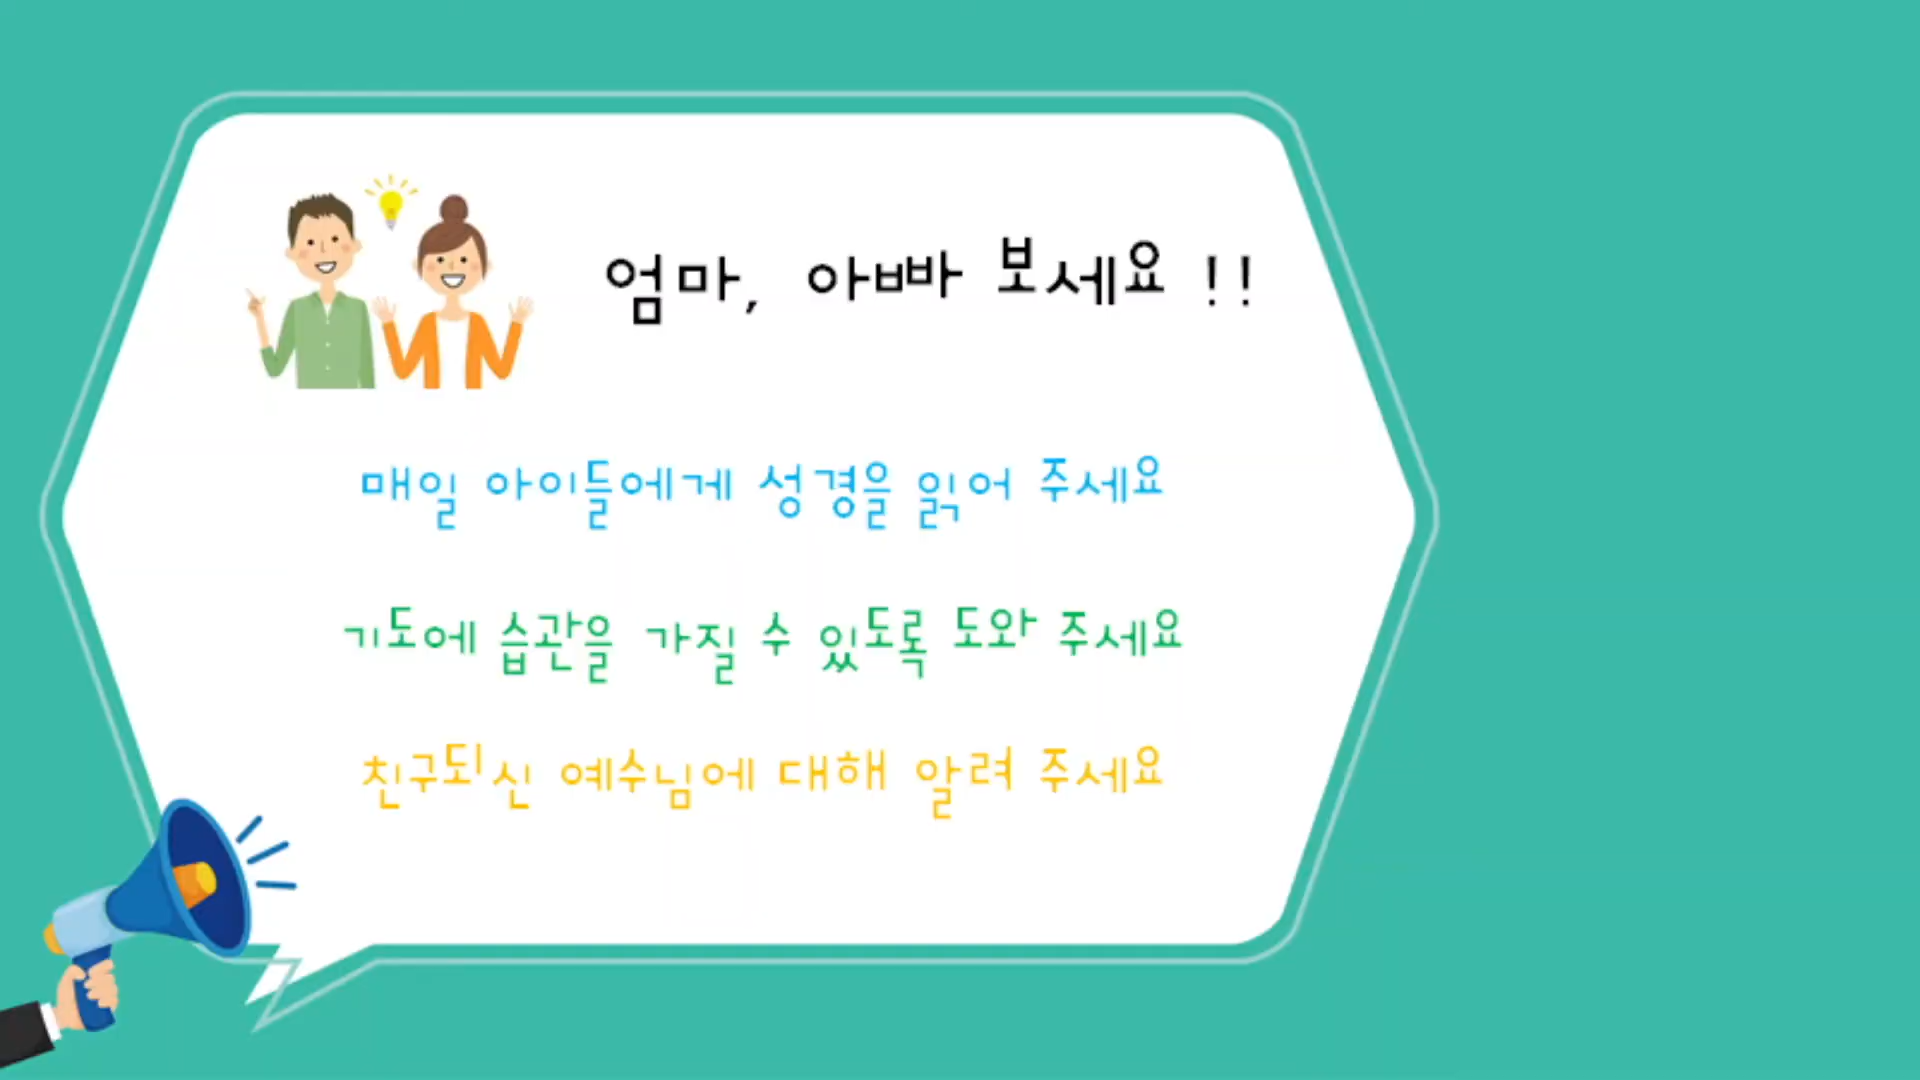 엄마, 아빠 보세요 !!
매일 아이들에게 성경을 읽어 주세요
기도에 습관을 가질 수 있도록 도와 주세요
친구되신 예수님에 대해 알려 주세요